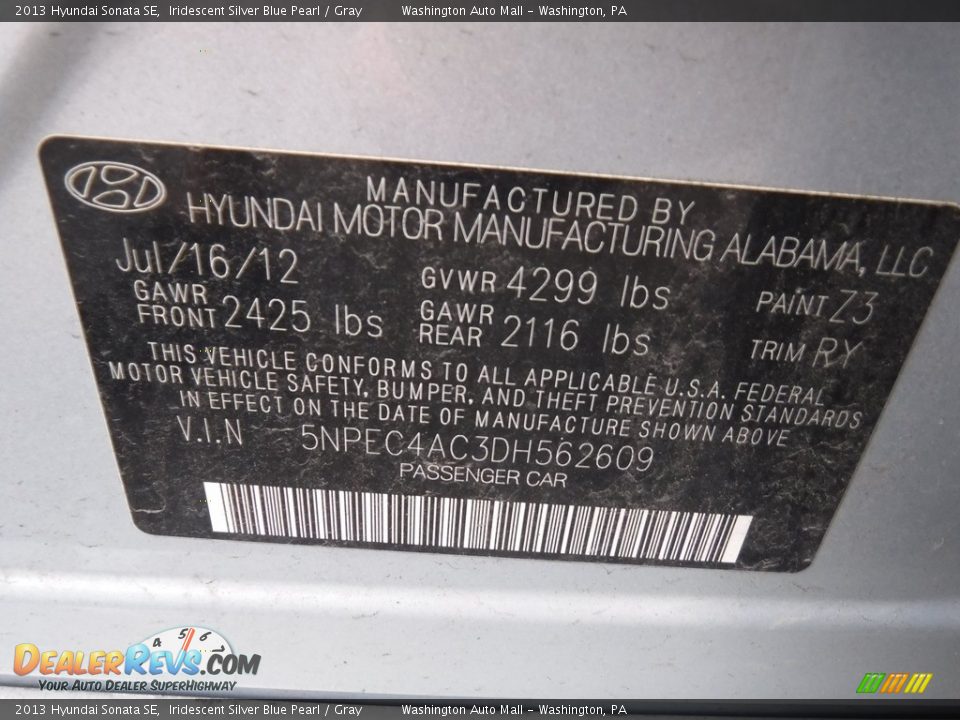 2013 Hyundai Sonata SE, Iridescent Silver Blue Pearl / Gray Washington Auto Mall - Washington, PA
MANUFACTURED BY
HYUNDAI MOTOR MANUFACTURING ALABAMA, LLC
Jul/16/12 GVWR 4299 lbs PAINT Z3
GAWR FRONT 2425 lbs GAWR REAR 2116 lbs TRIM RY
THIS VEHICLE CONFORMS TO ALL APPLICABLE U.S.A. FEDERAL
MOTOR VEHICLE SAFETY, BUMPER, AND THEFT PREVENTION STANDARDS
IN EFFECT ON THE DATE OF MANUFACTURE SHOWN ABOVE
V.I.N 5NPEC4AC3DH562609
PASSENGER CAR
4 5 6
DEALERREVS.COM
YOUR AUTO DEALER SUPERHIGHWAY
2013 Hyundai Sonata SE, Iridescent Silver Blue Pearl / Gray Washington Auto Mall - Washington, PA